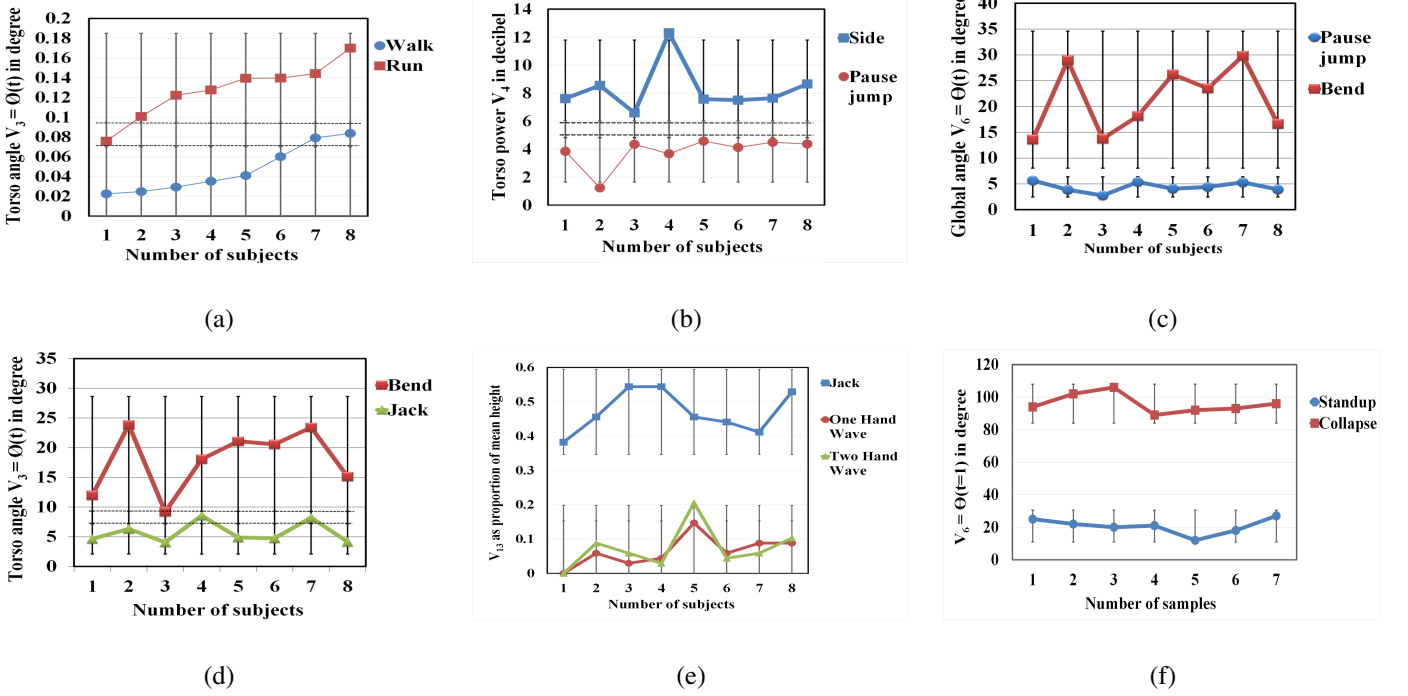 Torso angle V3 = Ø(t) in degree
0.2
0.18
0.16
0.14
0.12
0.1
0.08
0.06
0.04
0.02
0
1 2 3 4 5 6 7 8
Number of subjects
Walk
Run
(a)
Torso power V4 in decibel
14
12
10
8
6
4
2
0
1 2 3 4 5 6 7 8
Number of subjects
Side
Pause
jump
(b)
Global angle V6 = Θ(t) in degree
40
35
30
25
20
15
10
5
0
1 2 3 4 5 6 7 8
Number of subjects
Pause
jump
Bend
(c)
Torso angle V3 = Ø(t) in degree
35
30
25
20
15
10
5
0
1 2 3 4 5 6 7 8
Number of subjects
Bend
Jack
(d)
V13 as proportion of mean height
0.6
0.5
0.4
0.3
0.2
0.1
0
1 2 3 4 5 6 7 8
Number of subjects
Jack
One Hand
Wave
Two Hand
Wave
(e)
V6 = Θ(t=1) in degree
120
100
80
60
40
20
0
1 2 3 4 5 6 7
Number of samples
Standup
Collapse
(f)